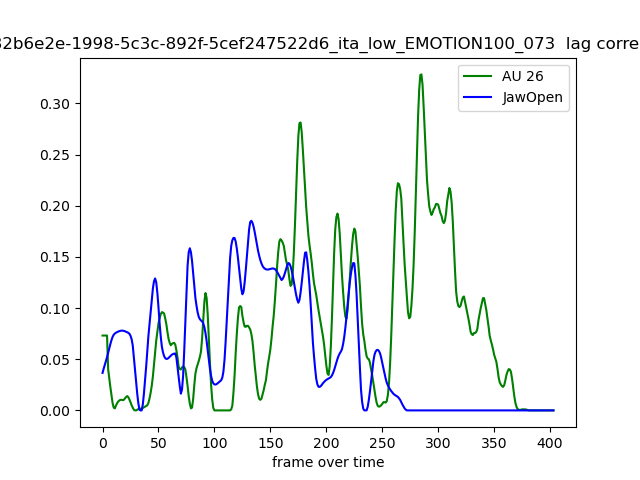 32b6e2e-1998-5c3c-892f-5cef247522d6_ita_low_EMOTION100_073 lag corre
AU 26
JawOpen
0.30
0.25
0.20
0.15
0.10
0.05
0.00
0 50 100 150 200 250 300 350 400
frame over time